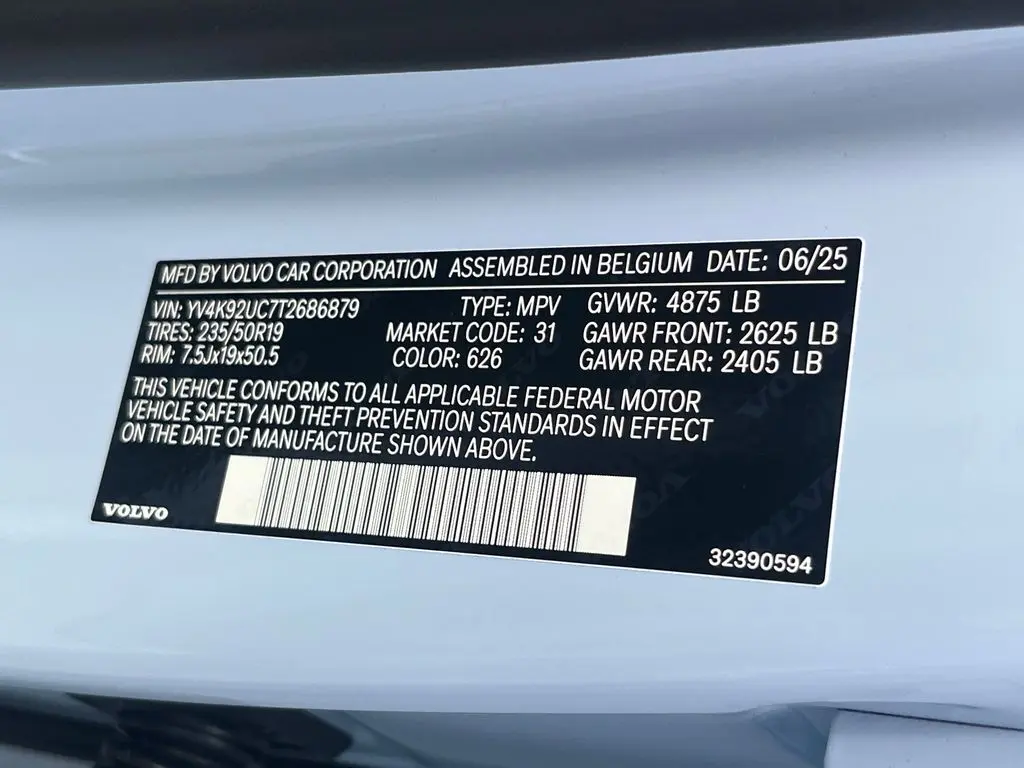 MFD BY VOLVO CAR CORPORATION ASSEMBLED IN BELGIUM DATE: 06/25
VIN: YV4K92UC7T2686879 TYPE: MPV GVWR: 4875 LB
TIRES: 235/50R19 MARKET CODE: 31 GAWR FRONT: 2625 LB
RIM: 7.5Jx19x50.5 COLOR: 626 GAWR REAR: 2405 LB
THIS VEHICLE CONFORMS TO ALL APPLICABLE FEDERAL MOTOR
VEHICLE SAFETY AND THEFT PREVENTION STANDARDS IN EFFECT
ON THE DATE OF MANUFACTURE SHOWN ABOVE.
VOLVO
32390594